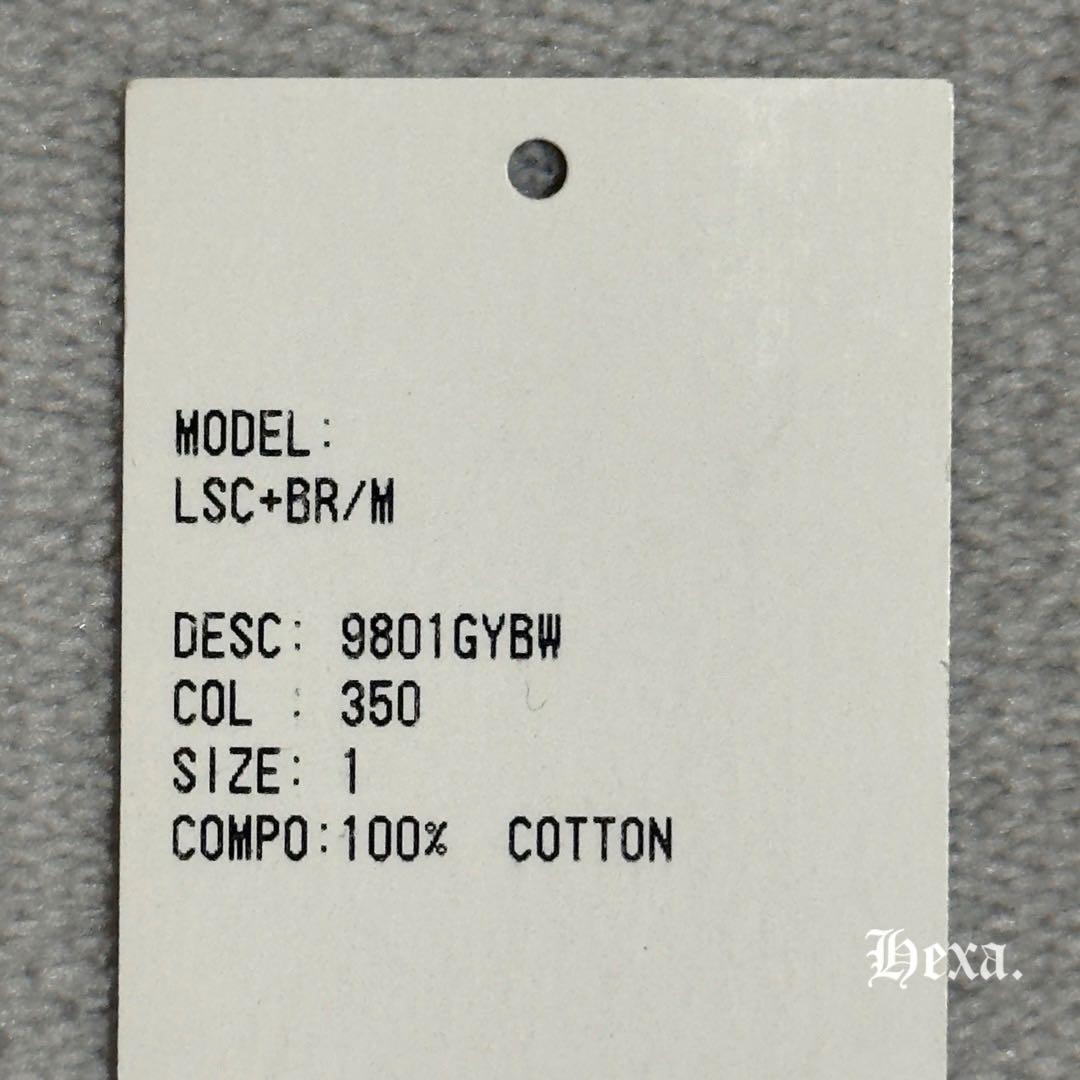 MODEL:
LSC+BR/M
DESC: 9801GYBW
COL : 350
SIZE: 1
COMPO:100% COTTON
Hexa.